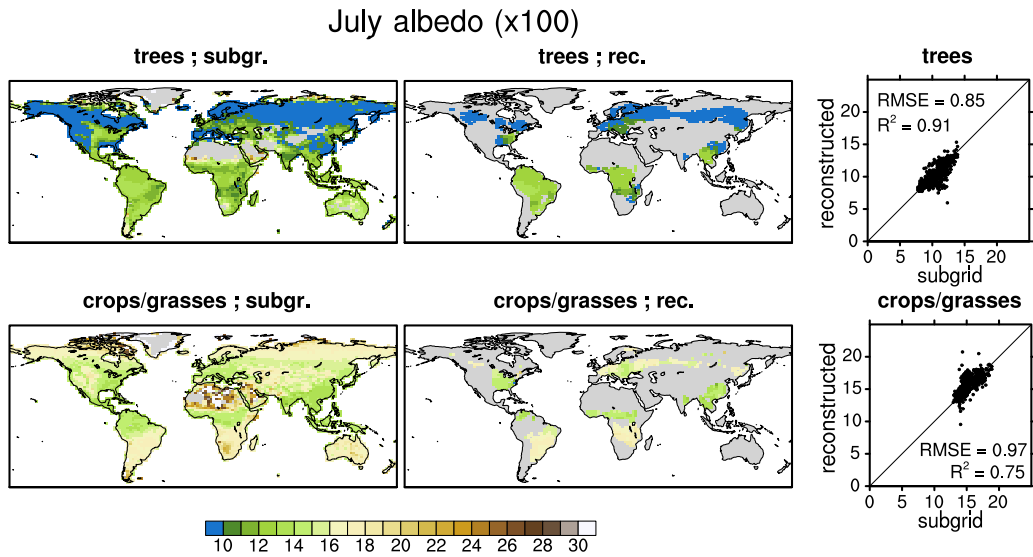 July albedo (x100)
trees ; subgr.
trees ; rec.
trees
RMSE = 0.85
R² = 0.91
reconstructed
20
15
10
5
0
0 5 10 15 20
subgrid
crops/grasses ; subgr.
crops/grasses ; rec.
crops/grasses
reconstructed
20
15
10
5
0
RMSE = 0.97
R² = 0.75
0 5 10 15 20
subgrid
10 12 14 16 18 20 22 24 26 28 30